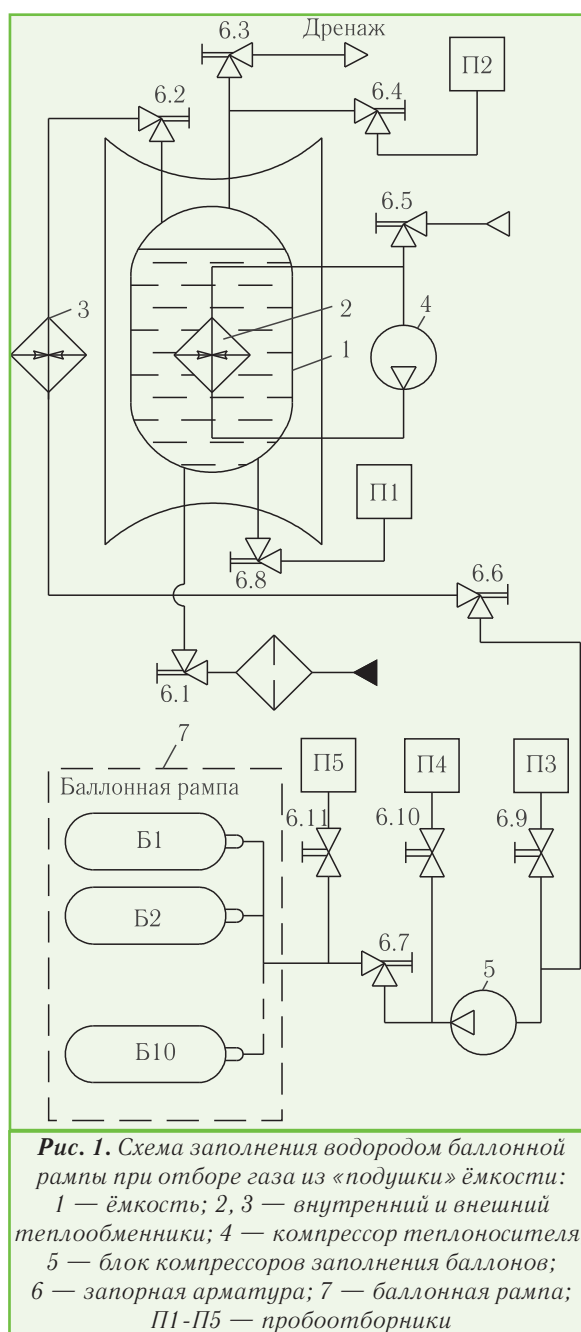 6.3
Дренаж
П2
6.2
6.4
6.5
3
2
4
1
П1
6.8
6.6
6.1
7
Баллонная рампа
П5
П4
П3
6.11
6.10
6.9
Б1
Б2
6.7
5
Б10
Рис. 1. Схема заполнения водородом баллонной
рампы при отборе газа из «подушки» ёмкости:
1 — ёмкость; 2, 3 — внутренний и внешний
теплообменники; 4 — компрессор теплоносителя
5 — блок компрессоров заполнения баллонов;
6 — запорная арматура; 7 — баллонная рампа;
П1-П5 — пробоотборники